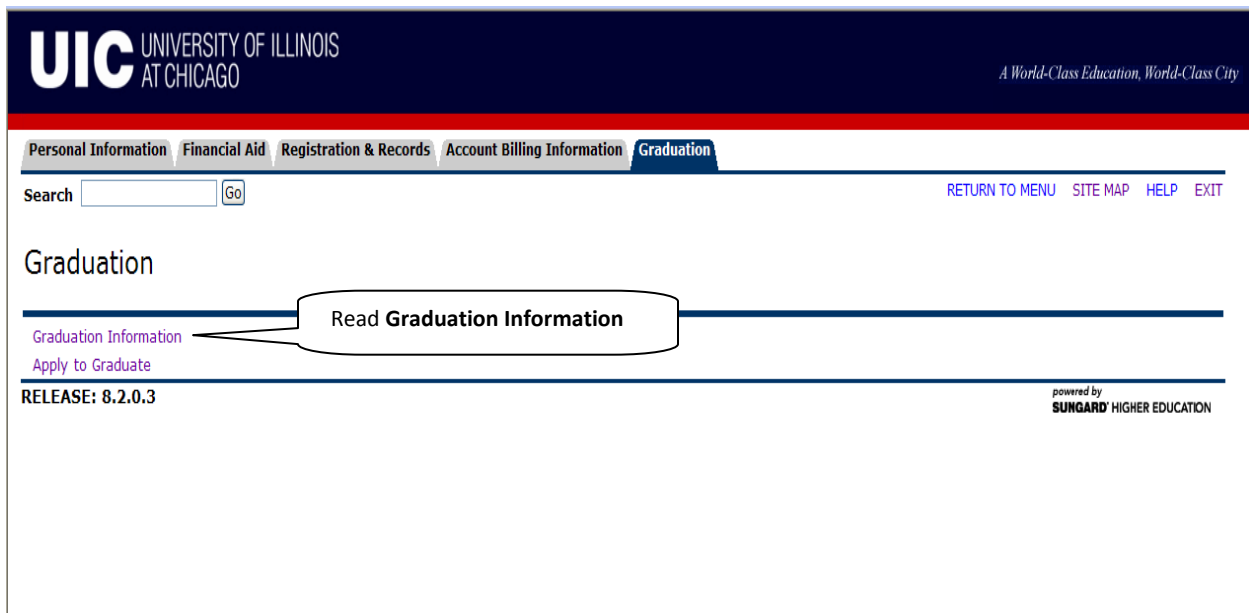 UIC UNIVERSITY OF ILLINOIS
AT CHICAGO
A World-Class Education, World-Class City
Personal Information Financial Aid Registration & Records Account Billing Information Graduation
Search Go RETURN TO MENU SITE MAP HELP EXIT
Graduation
Read Graduation Information
Graduation Information
Apply to Graduate
RELEASE: 8.2.0.3
powered by
SUNGARD® HIGHER EDUCATION